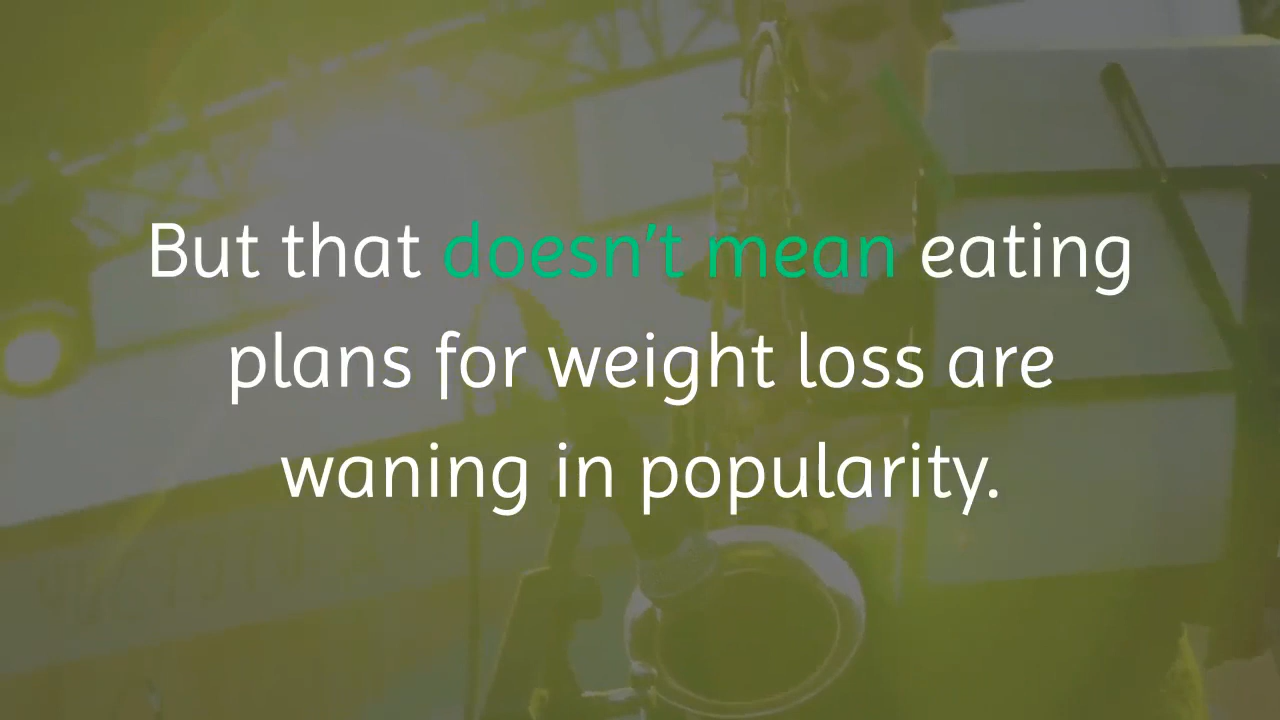 But that doesn’t mean eating
plans for weight loss are
waning in popularity.